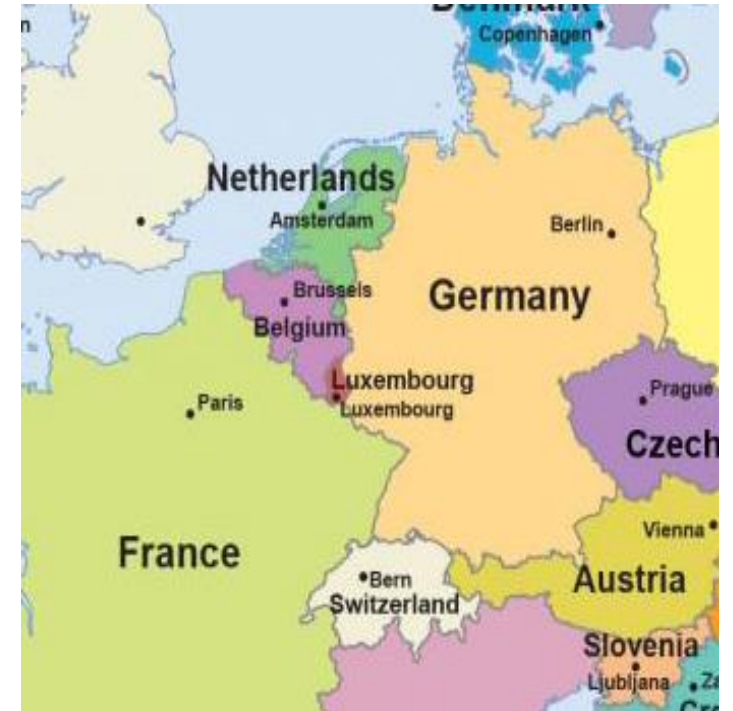 Denmark
Copenhagen
Netherlands
Amsterdam
Berlin
Brussels
Germany
Belgium
Luxembourg
Luxembourg
Prague
Paris
Czech
Vienna
France
Bern
Austria
Switzerland
Slovenia
Ljubljana